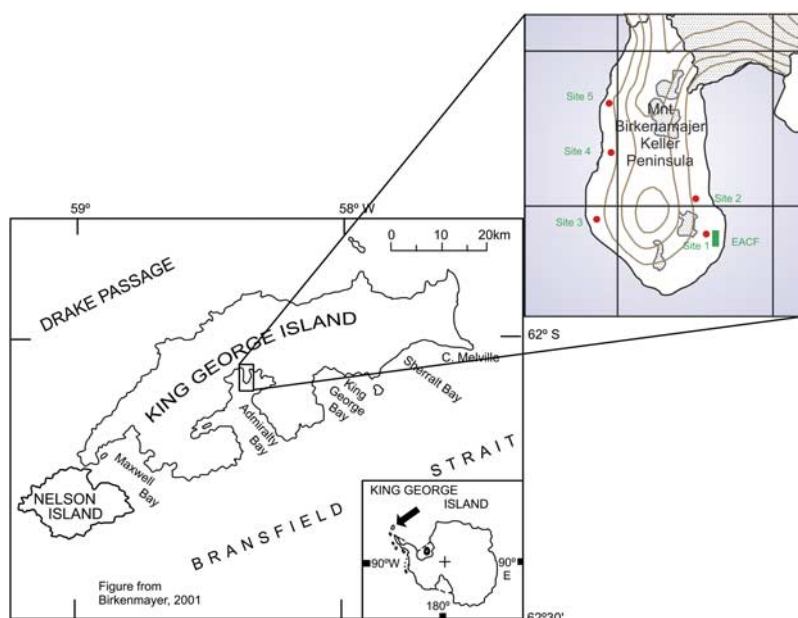 Site 5
Mnt
Birkenamajer
Keller
Peninsula
Site 4
Site 2
Site 3
Site 1
EACF
59º
58º W
0 10 20km
DRAKE PASSAGE
KING GEORGE ISLAND
62º S
C. Melville
Sherralt Bay
King
George
Bay
Admiralty
Bay
Maxwell
Bay
NELSON
ISLAND
BRANSFIELD STRAIT
KING GEORGE
ISLAND
90ºW
90º
E
180º
Figure from
Birkenmayer, 2001
62º30'